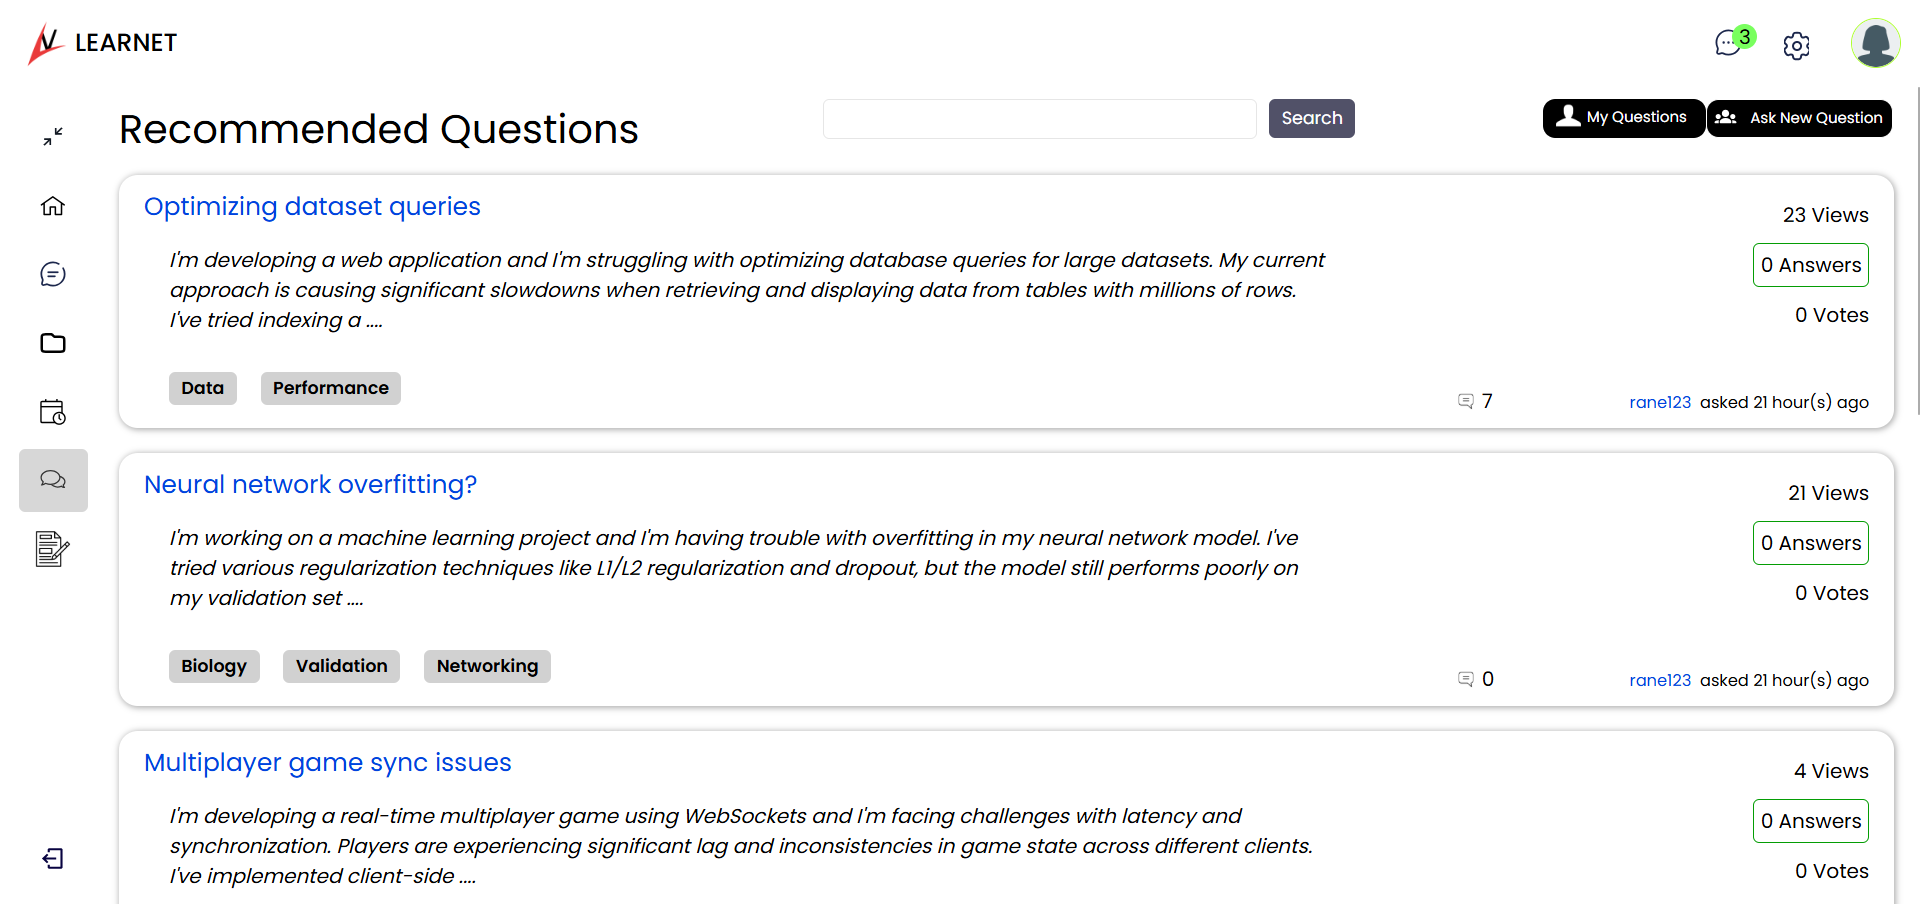 LEARNET
3
Recommended Questions
Search
My Questions
Ask New Question
Optimizing dataset queries
23 Views
I'm developing a web application and I'm struggling with optimizing database queries for large datasets. My current
approach is causing significant slowdowns when retrieving and displaying data from tables with millions of rows.
I've tried indexing a ....
0 Answers
0 Votes
Data Performance
7
rane123 asked 21 hour(s) ago
Neural network overfitting?
21 Views
I'm working on a machine learning project and I'm having trouble with overfitting in my neural network model. I've
tried various regularization techniques like L1/L2 regularization and dropout, but the model still performs poorly on
my validation set ....
0 Answers
0 Votes
Biology Validation Networking
0
rane123 asked 21 hour(s) ago
Multiplayer game sync issues
4 Views
I'm developing a real-time multiplayer game using WebSockets and I'm facing challenges with latency and
synchronization. Players are experiencing significant lag and inconsistencies in game state across different clients.
I've implemented client-side ....
0 Answers
0 Votes